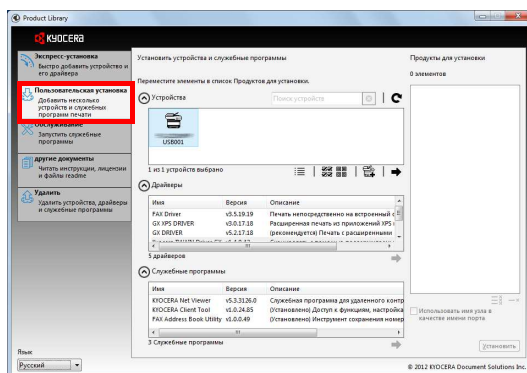 Product Library
KYOCERA
Экспресс-установка
Быстро добавить устройство и
его драйвера
Пользовательская установка
Добавить несколько
устройств и служебных
программ печати
Обслуживание
Запустить служебные
программы
другие документы
Читать инструкции, лицензии
и файлы readme
Удалить
Удалить устройства, драйверы
и служебные программы
Язык
Русский
Установить устройства и служебные программы
Переместите элементы в список Продуктов для установки.
Устройства
Поиск устройств
USB001
1 из 1 устройств выбрано
Драйверы
Имя Версия Описание
FAX Driver v5.5.19.19 Печать непосредственно на встроенный
GX XPS DRIVER v3.0.17.18 Расширенная печать из приложений XPS
GX DRIVER v5.2.17.18 (рекомендуется) Печать с расширенными
5 драйверов
Служебные программы
Имя Версия Описание
KYOCERA Net Viewer v5.3.3126.0 Служебная программа для удаленного контр
KYOCERA Client Tool v1.0.24.85 (Установлено) Доступ к функциям, настройка
FAX Address Book Utility v1.0.0.49 (Установлено) Инструмент сохранения номер
3 Служебные программы
Продукты для установки
0 элементов
Использовать имя узла в
качестве имени порта
Установить
© 2012 KYOCERA Document Solutions Inc.